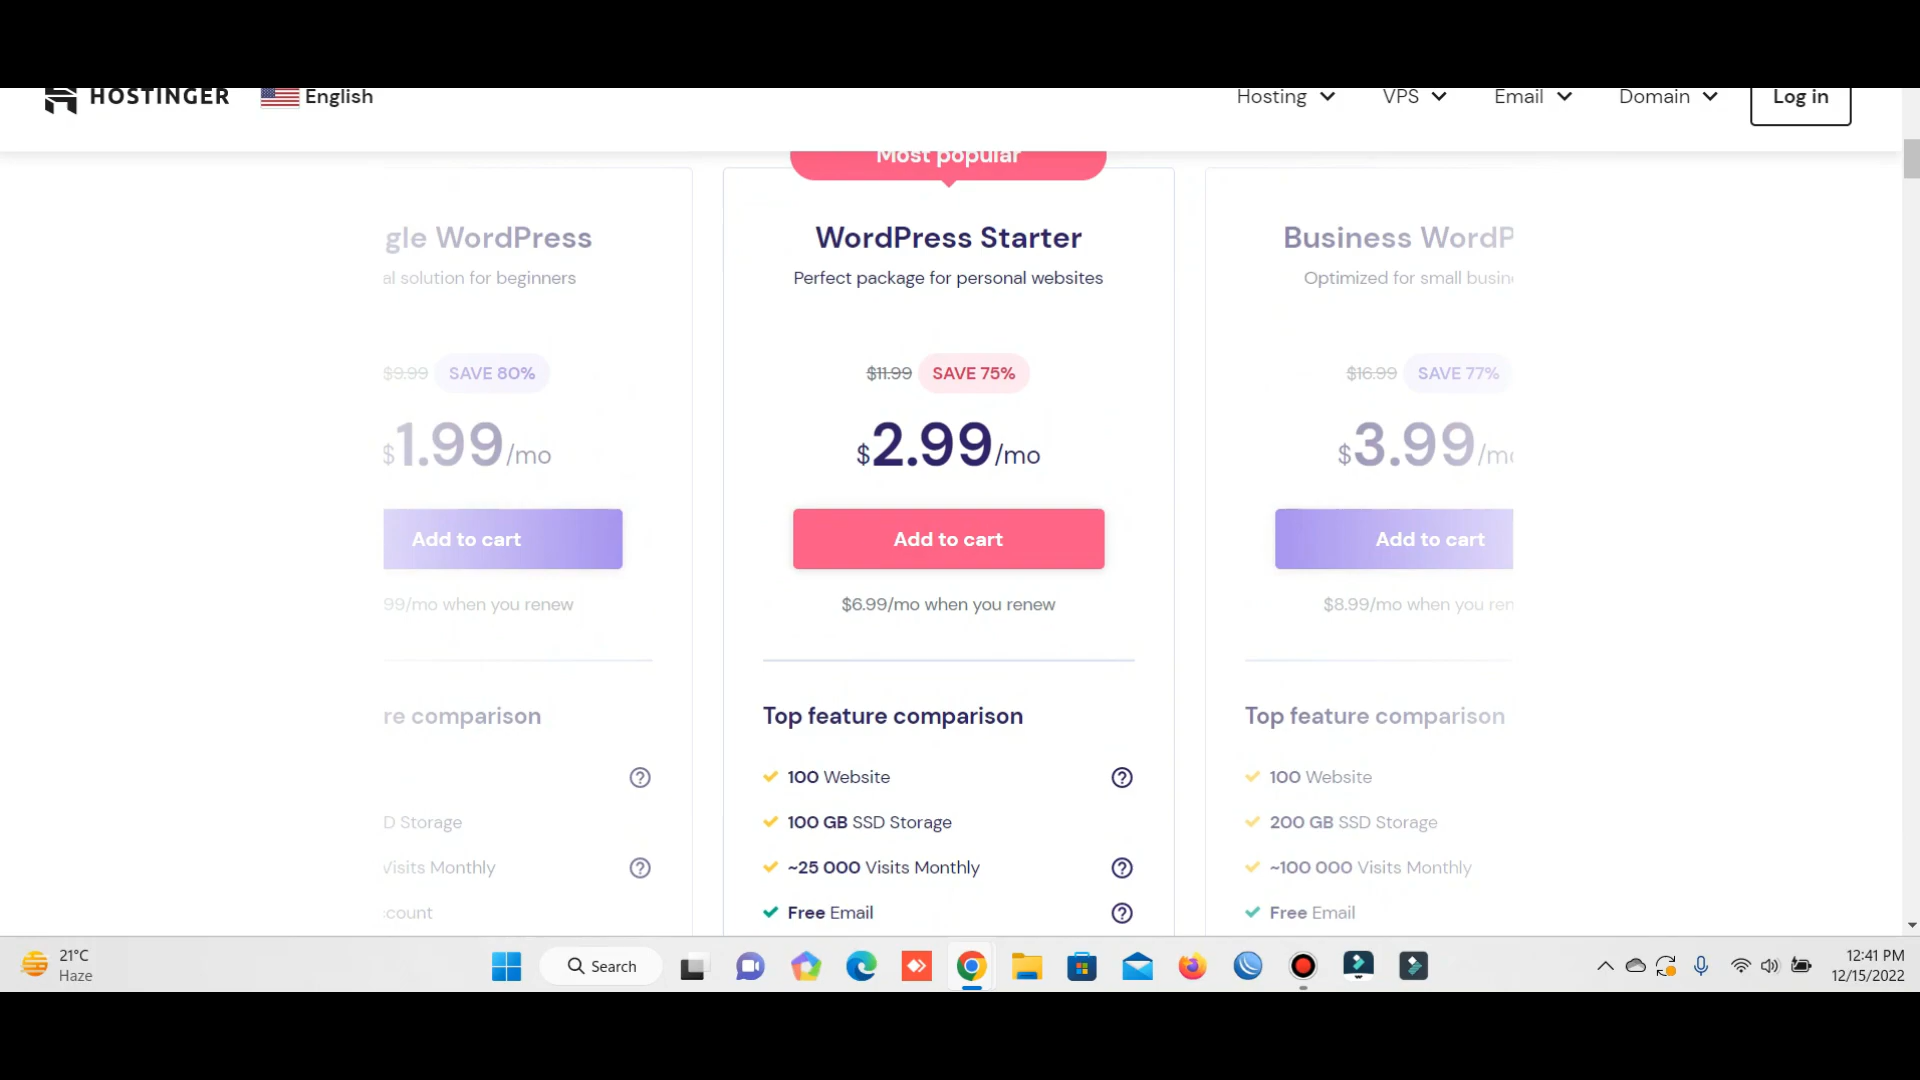 HOSTINGER
English
Hosting
VPS
Email
Domain
Log in
Most popular
gle WordPress
al solution for beginners
$9.99 SAVE 80%
$1.99/mo
Add to cart
99/mo when you renew
re comparison
D Storage
Visits Monthly
count
WordPress Starter
Perfect package for personal websites
$11.99 SAVE 75%
$2.99/mo
Add to cart
$6.99/mo when you renew
Top feature comparison
100 Website
100 GB SSD Storage
~25 000 Visits Monthly
Free Email
Business WordP
Optimized for small busin
$16.99 SAVE 77%
$3.99/mo
Add to cart
$8.99/mo when you ren
Top feature comparison
100 Website
200 GB SSD Storage
~100 000 Visits Monthly
Free Email
21°C
Haze
Search
12:41 PM
12/15/2022